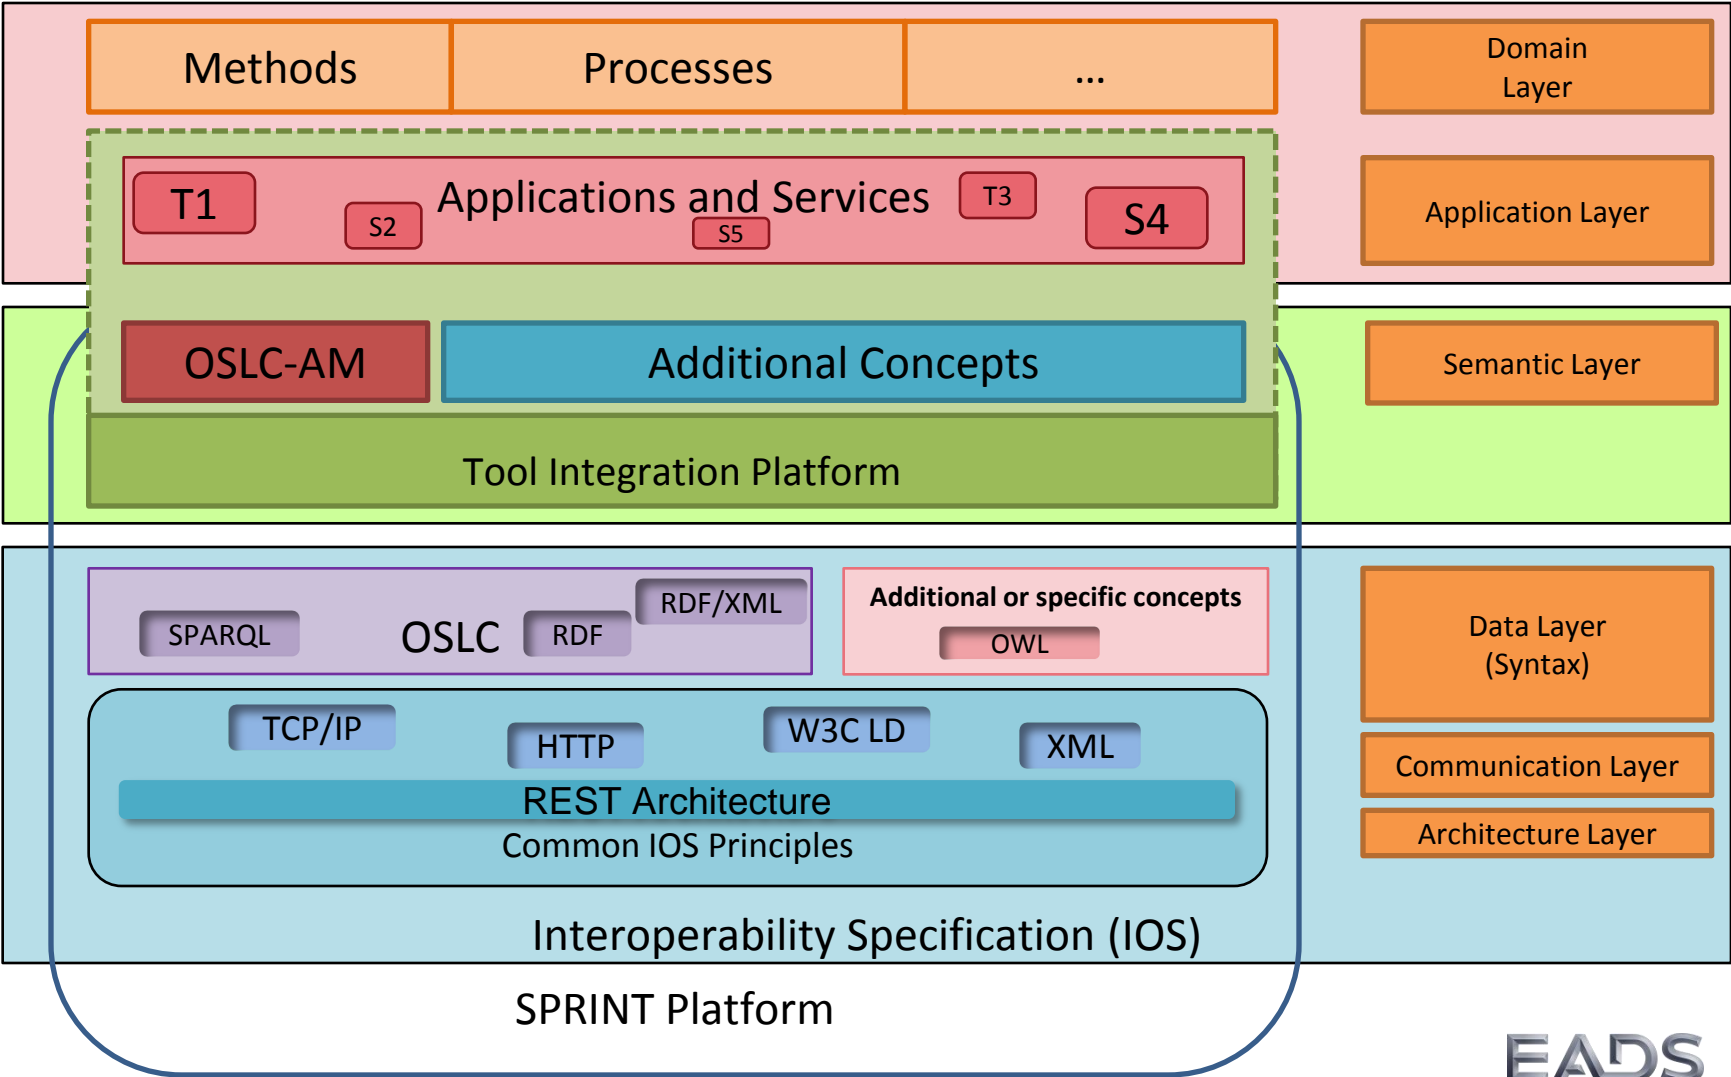 Methods
Processes
...
Domain
Layer
T1
S2
Applications and Services
S5
T3
S4
Application Layer
OSLC-AM
Additional Concepts
Semantic Layer
Tool Integration Platform
SPARQL
OSLC
RDF
RDF/XML
Additional or specific concepts
OWL
Data Layer
(Syntax)
TCP/IP
HTTP
W3C LD
XML
Communication Layer
REST Architecture
Common IOS Principles
Architecture Layer
Interoperability Specification (IOS)
SPRINT Platform
EADS